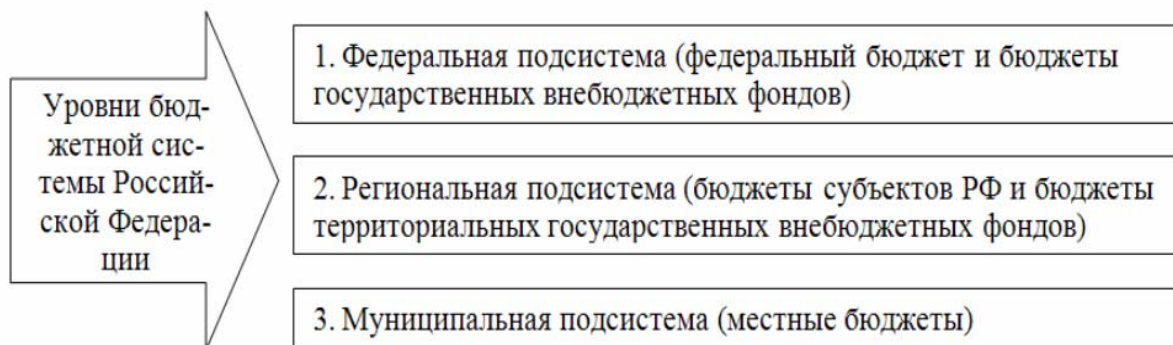 Уровни бюд-
жетной сис-
темы Россий-
ской Федера-
ции
1. Федеральная подсистема (федеральный бюджет и бюджеты
государственных внебюджетных фондов)
2. Региональная подсистема (бюджеты субъектов РФ и бюджеты
территориальных государственных внебюджетных фондов)
3. Муниципальная подсистема (местные бюджеты)